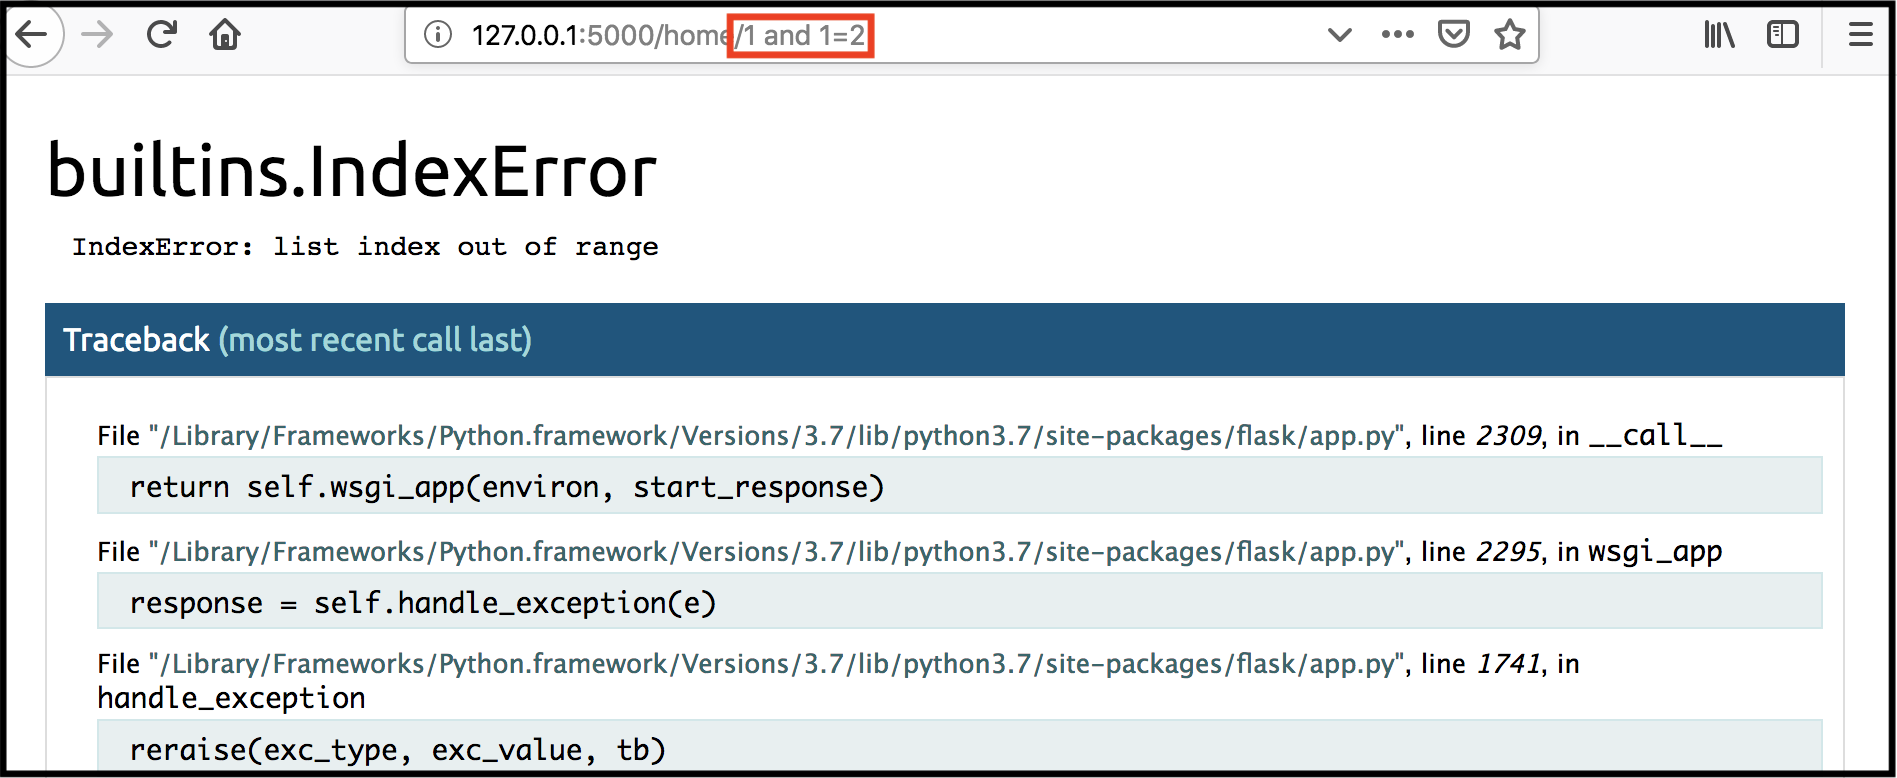 127.0.0.1:5000/home/1 and 1=2
builtins.IndexError
IndexError: list index out of range
Traceback (most recent call last)
File "/Library/Frameworks/Python.framework/Versions/3.7/lib/python3.7/site-packages/flask/app.py", line 2309, in __call__
return self.wsgi_app(environ, start_response)
File "/Library/Frameworks/Python.framework/Versions/3.7/lib/python3.7/site-packages/flask/app.py", line 2295, in wsgi_app
response = self.handle_exception(e)
File "/Library/Frameworks/Python.framework/Versions/3.7/lib/python3.7/site-packages/flask/app.py", line 1741, in
handle_exception
reraise(exc_type, exc_value, tb)